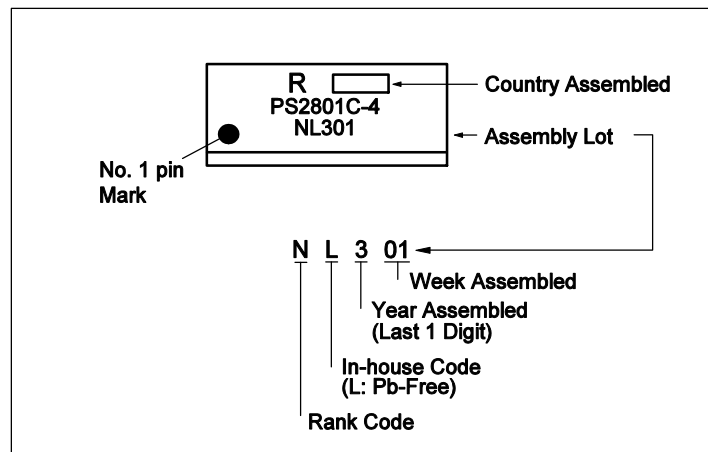 R
Country Assembled
PS2801C-4
NL301
Assembly Lot
No. 1 pin
Mark
N L 3 01
Week Assembled
Year Assembled
(Last 1 Digit)
In-house Code
(L: Pb-Free)
Rank Code